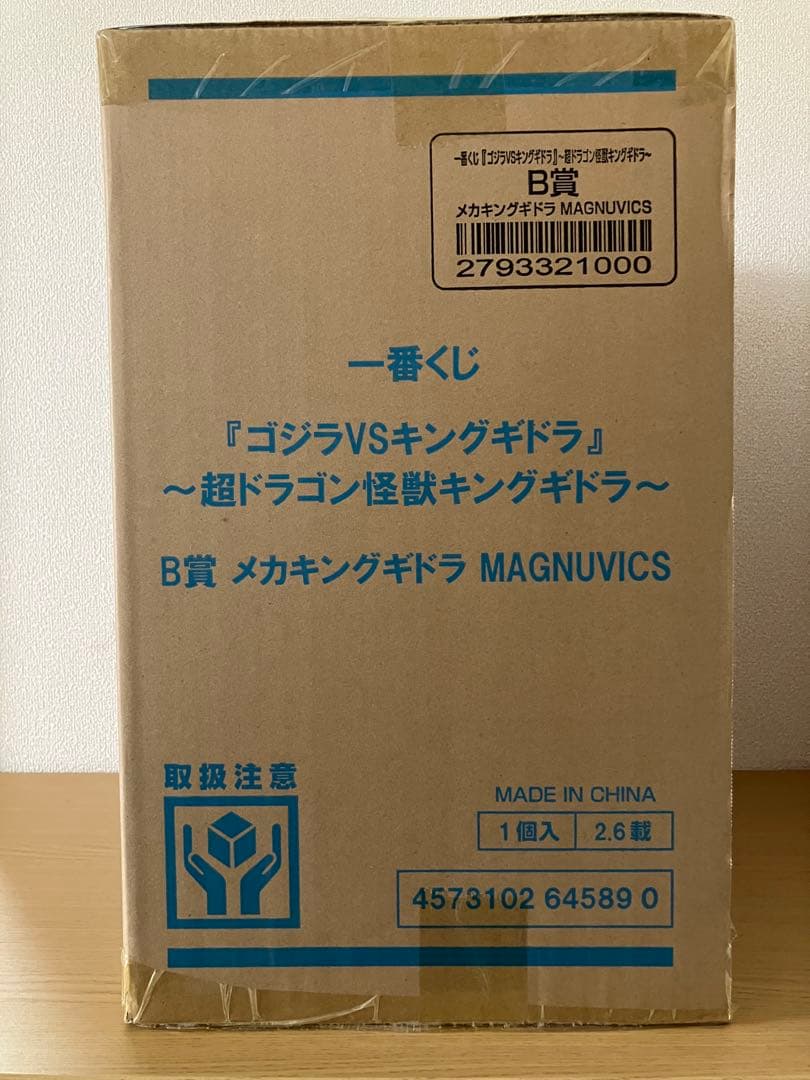 一番くじ『ゴジラVSキングギドラ』～超ドラゴン怪獣キングギドラ～
B賞
メカキングギドラ MAGNUVICS
2793321000
一番くじ
『ゴジラVSキングギドラ』
～超ドラゴン怪獣キングギドラ～
B賞 メカキングギドラ MAGNUVICS
取扱注意
MADE IN CHINA
1個入 2.6載
4573102 64589 0